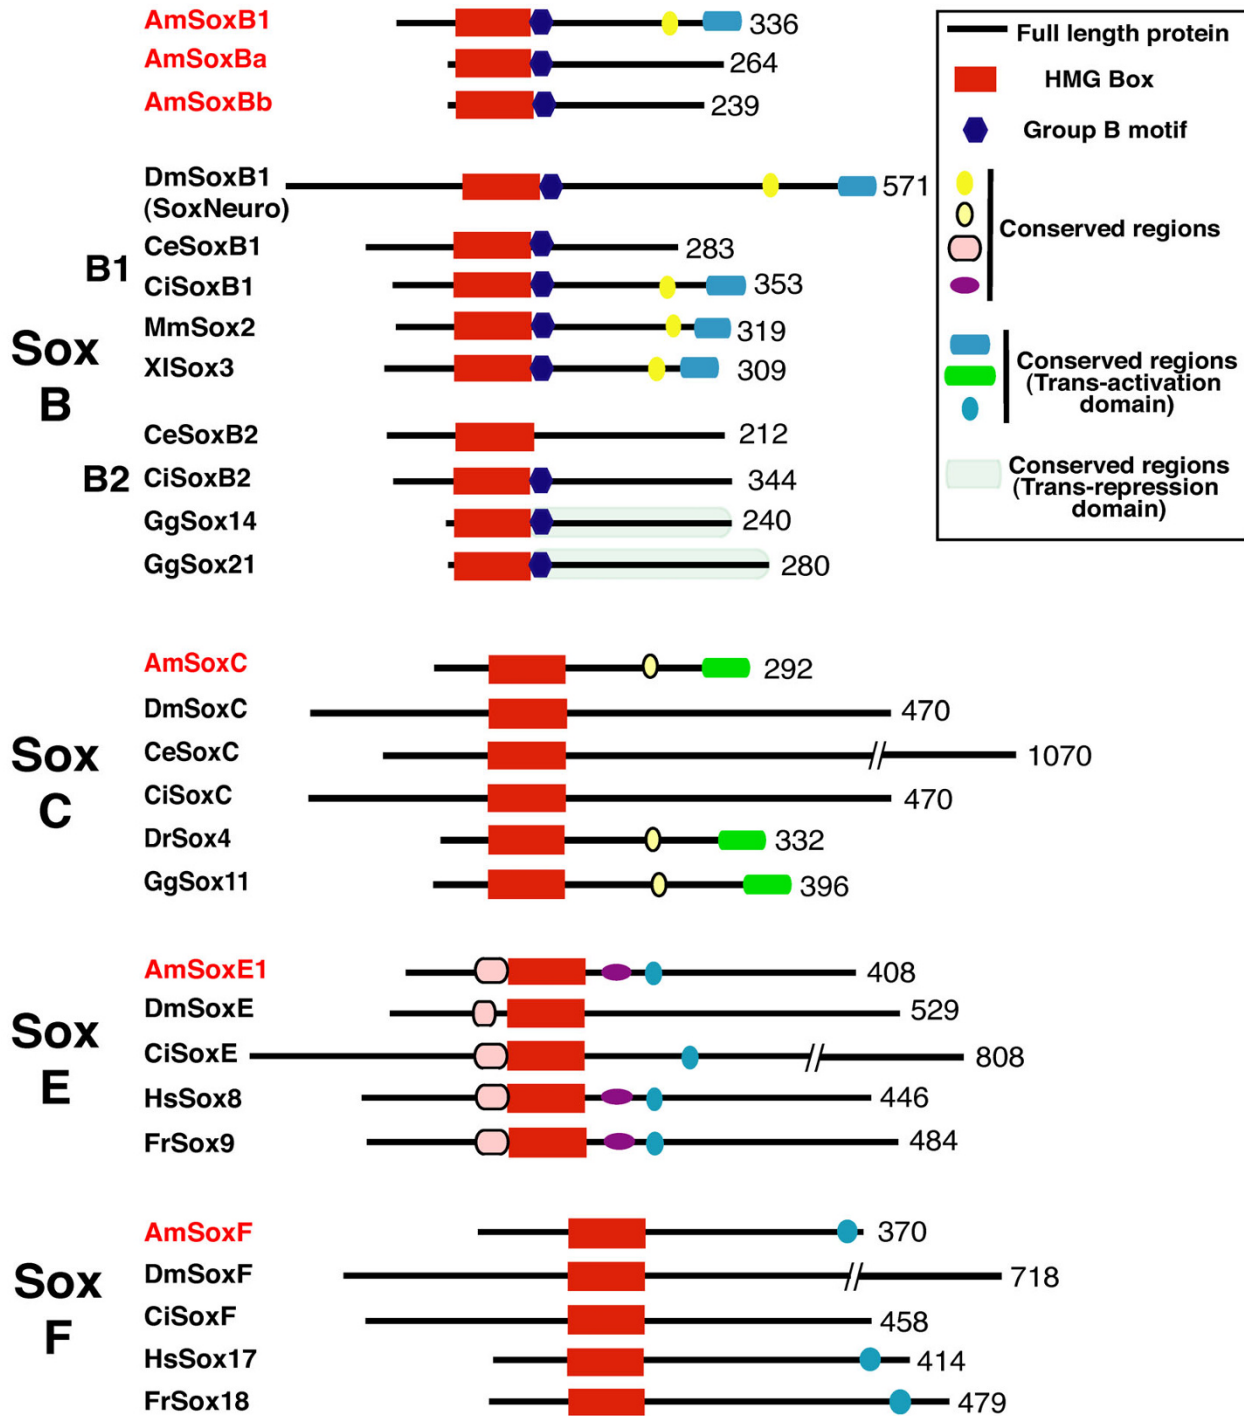 AmSoxB1 336
AmSoxBa 264
AmSoxBb 239
DmSoxB1 571
(SoxNeuro)
B1
CeSoxB1 283
CiSoxB1 353
MmSox2 319
XlSox3 309
Sox
B
B2
CeSoxB2 212
CiSoxB2 344
GgSox14 240
GgSox21 280
Sox
C
AmSoxC 292
DmSoxC 470
CeSoxC 1070
CiSoxC 470
DrSox4 332
GgSox11 396
Sox
E
AmSoxE1 408
DmSoxE 529
CiSoxE 808
HsSox8 446
FrSox9 484
Sox
F
AmSoxF 370
DmSoxF 718
CiSoxF 458
HsSox17 414
FrSox18 479
Full length protein
HMG Box
Group B motif
Conserved regions
Conserved regions
(Trans-activation
domain)
Conserved regions
(Trans-repression
domain)